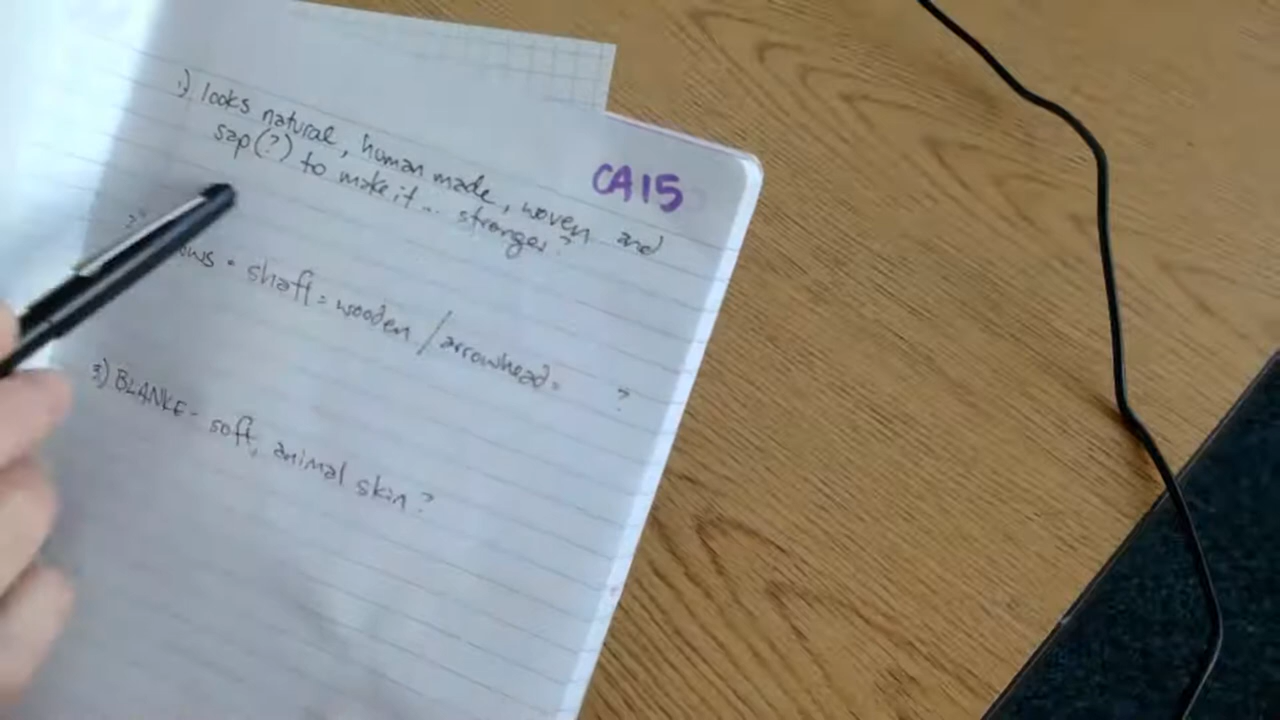 CA15
1.) looks natural, human made, woven and
sap(?) to make it... stronger?
shaft = wooden / arrowhead = ?
3) BLANKE - soft, animal skin?